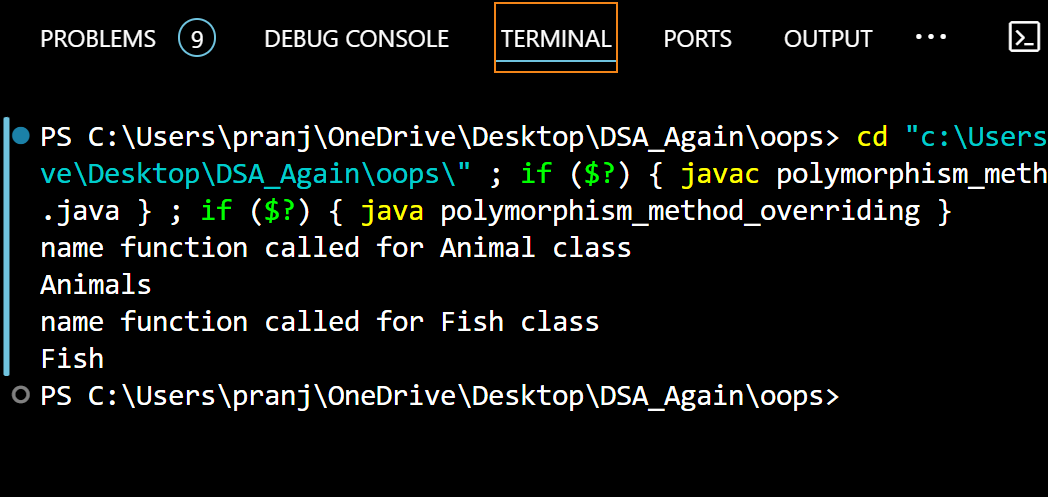 PROBLEMS 9 DEBUG CONSOLE TERMINAL PORTS OUTPUT ...
PS C:\Users\pranj\OneDrive\Desktop\DSA_Again\oops> cd "c:\Users
ve\Desktop\DSA_Again\oops\" ; if ($?) { javac polymorphism_meth
.java } ; if ($?) { java polymorphism_method_overriding }
name function called for Animal class
Animals
name function called for Fish class
Fish
PS C:\Users\pranj\OneDrive\Desktop\DSA_Again\oops>